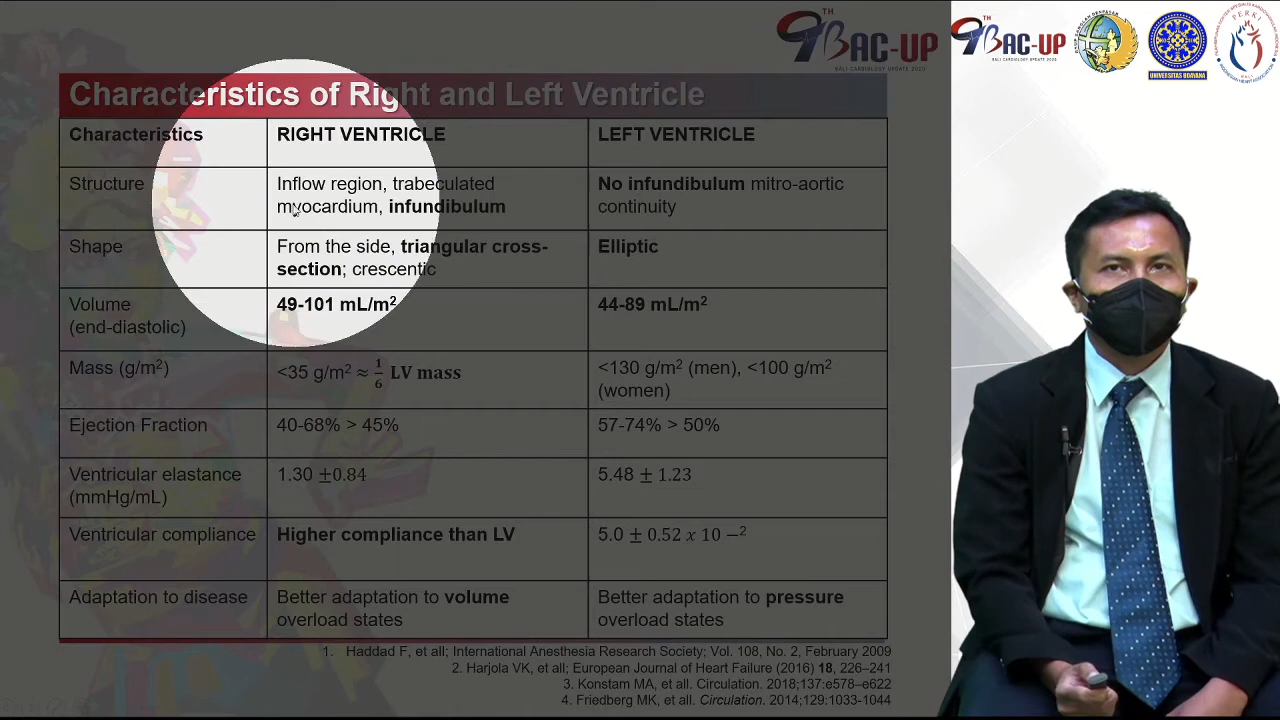 9TH BAC-UP
BALI CARDIOLOGY UPDATE 2020
9TH BAC-UP
BALI CARDIOLOGY UPDATE 2020
UNIVERSITAS UDAYANA
PERKI
INDONESIAN HEART ASSOCIATION
Characteristics of Right and Left Ventricle
Characteristics RIGHT VENTRICLE LEFT VENTRICLE
Structure Inflow region, trabeculated No infundibulum mitro-aortic
myocardium, infundibulum continuity
Shape From the side, triangular cross- Elliptic
section; crescentic
Volume 49-101 mL/m² 44-89 mL/m²
(end-diastolic)
Mass (g/m²) <35 g/m² ≈ 1/6 LV mass <130 g/m² (men), <100 g/m²
(women)
Ejection Fraction 40-68% > 45% 57-74% > 50%
Ventricular elastance 1.30 ±0.84 5.48 ± 1.23
(mmHg/mL)
Ventricular compliance Higher compliance than LV 5.0 ± 0.52 x 10 −²
Adaptation to disease Better adaptation to volume Better adaptation to pressure
overload states overload states
1. Haddad F, et all; International Anesthesia Research Society; Vol. 108, No. 2, February 2009
2. Harjola VK, et all; European Journal of Heart Failure (2016) 18, 226–241
3. Konstam MA, et all. Circulation. 2018;137:e578–e622
4. Friedberg MK, et all. Circulation. 2014;129:1033-1044